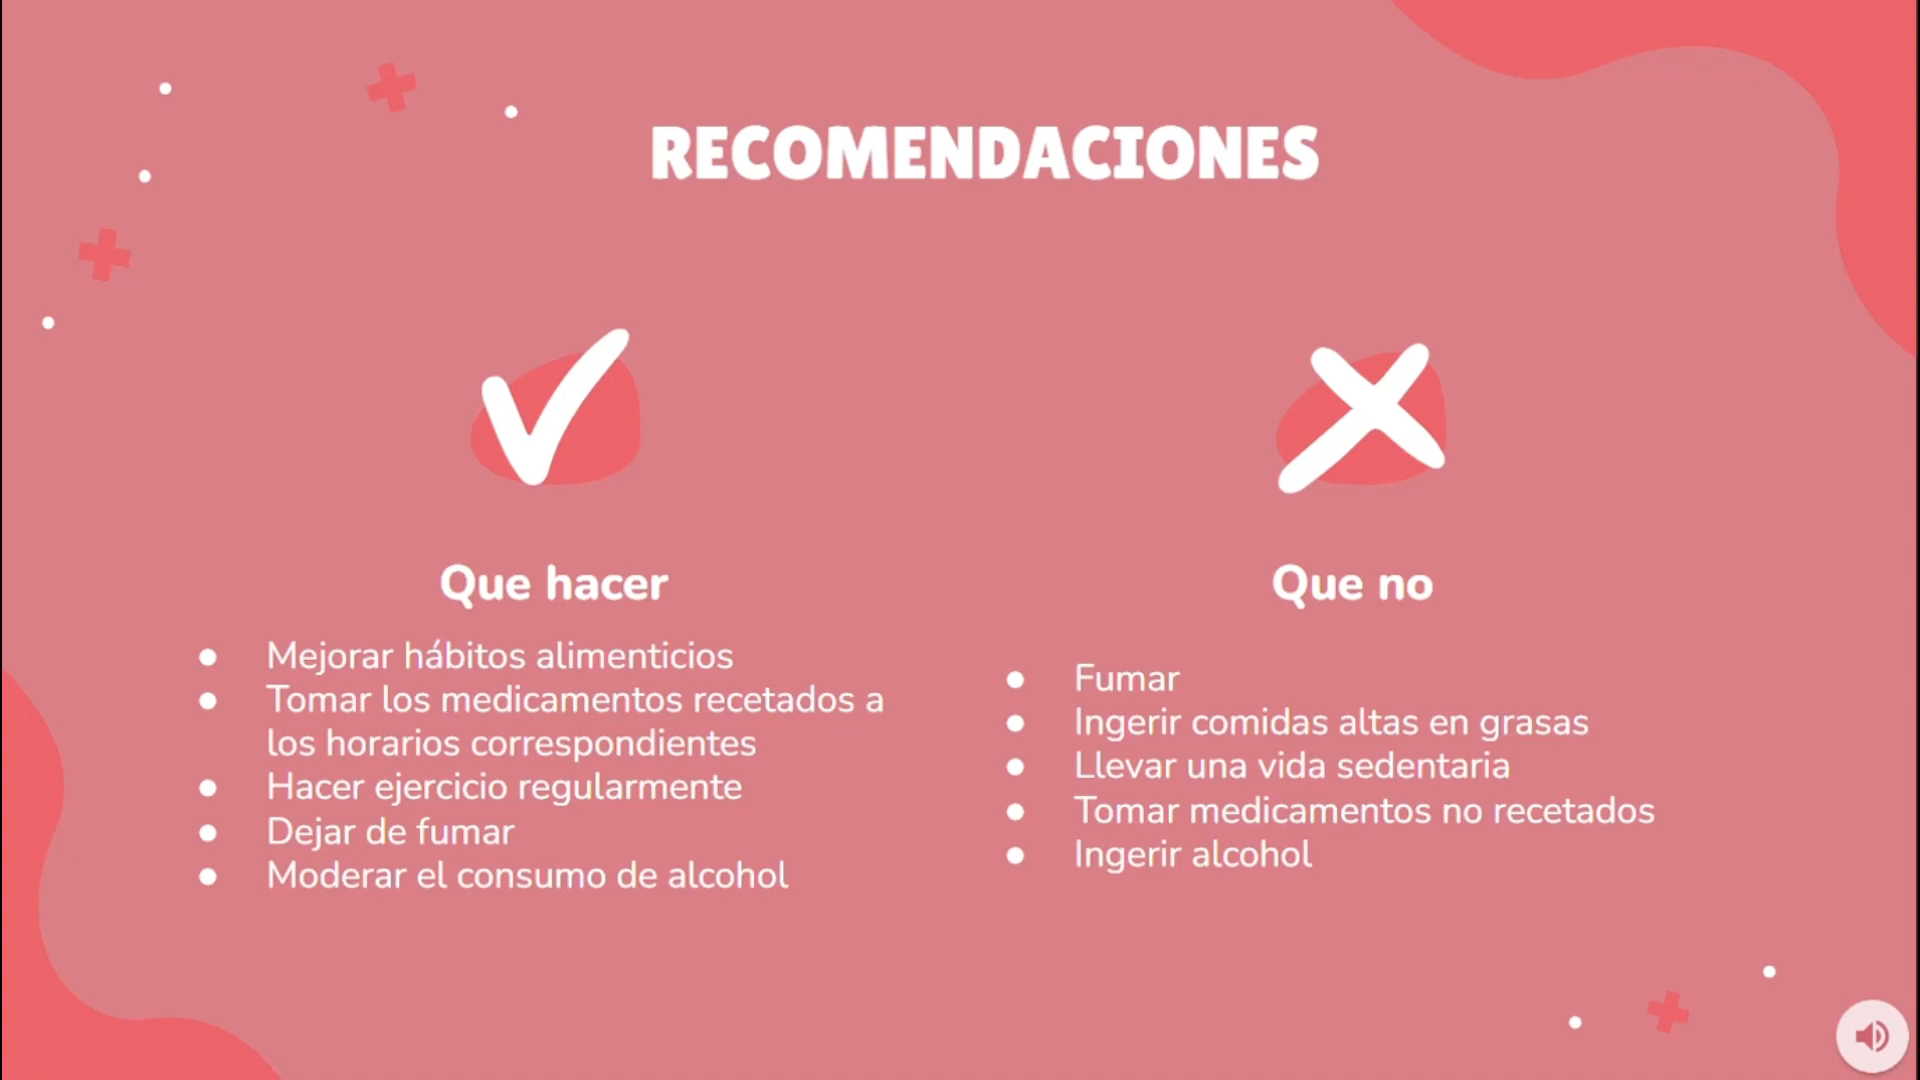 RECOMENDACIONES
Que hacer
Mejorar hábitos alimenticios
Tomar los medicamentos recetados a
los horarios correspondientes
Hacer ejercicio regularmente
Dejar de fumar
Moderar el consumo de alcohol
Que no
Fumar
Ingerir comidas altas en grasas
Llevar una vida sedentaria
Tomar medicamentos no recetados
Ingerir alcohol